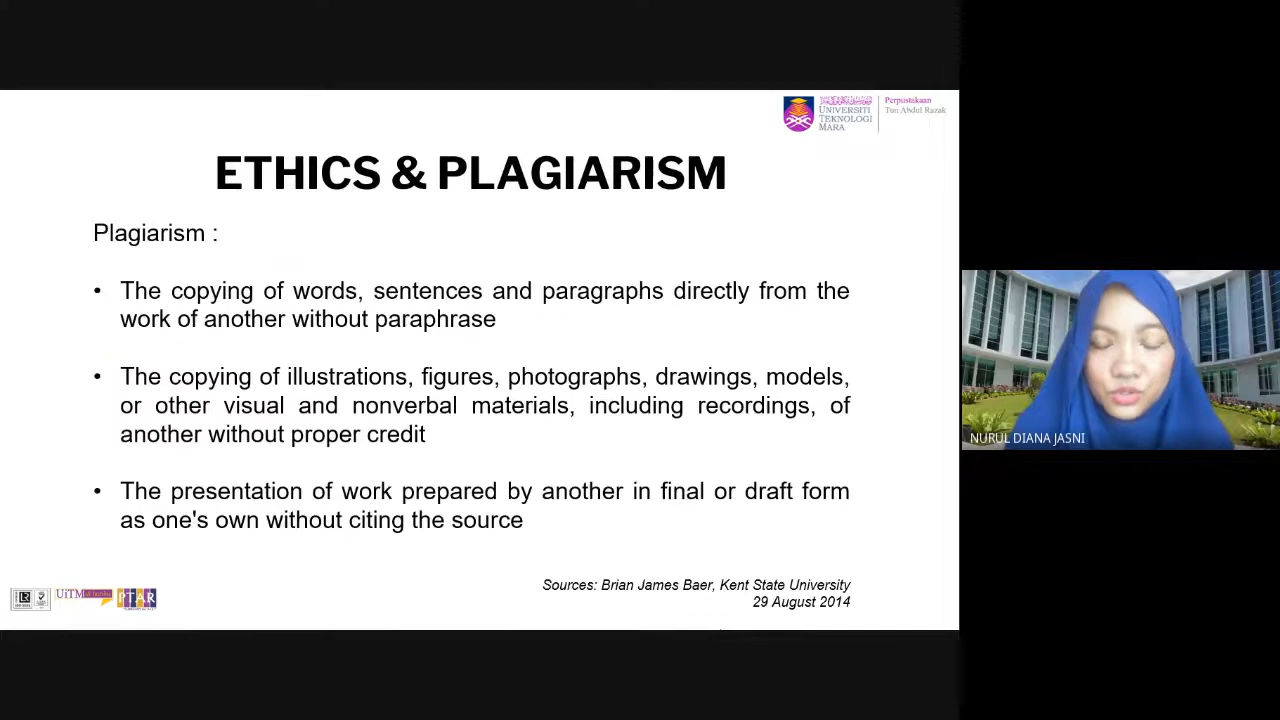 UNIVERSITI
TEKNOLOGI
MARA
Perpustakaan
Tun Abdul Razak
ETHICS & PLAGIARISM
Plagiarism :
• The copying of words, sentences and paragraphs directly from the
work of another without paraphrase
• The copying of illustrations, figures, photographs, drawings, models,
or other visual and nonverbal materials, including recordings, of
another without proper credit
• The presentation of work prepared by another in final or draft form
as one's own without citing the source
Sources: Brian James Baer, Kent State University
29 August 2014
UiTM
PTAR
NURUL DIANA JASNI